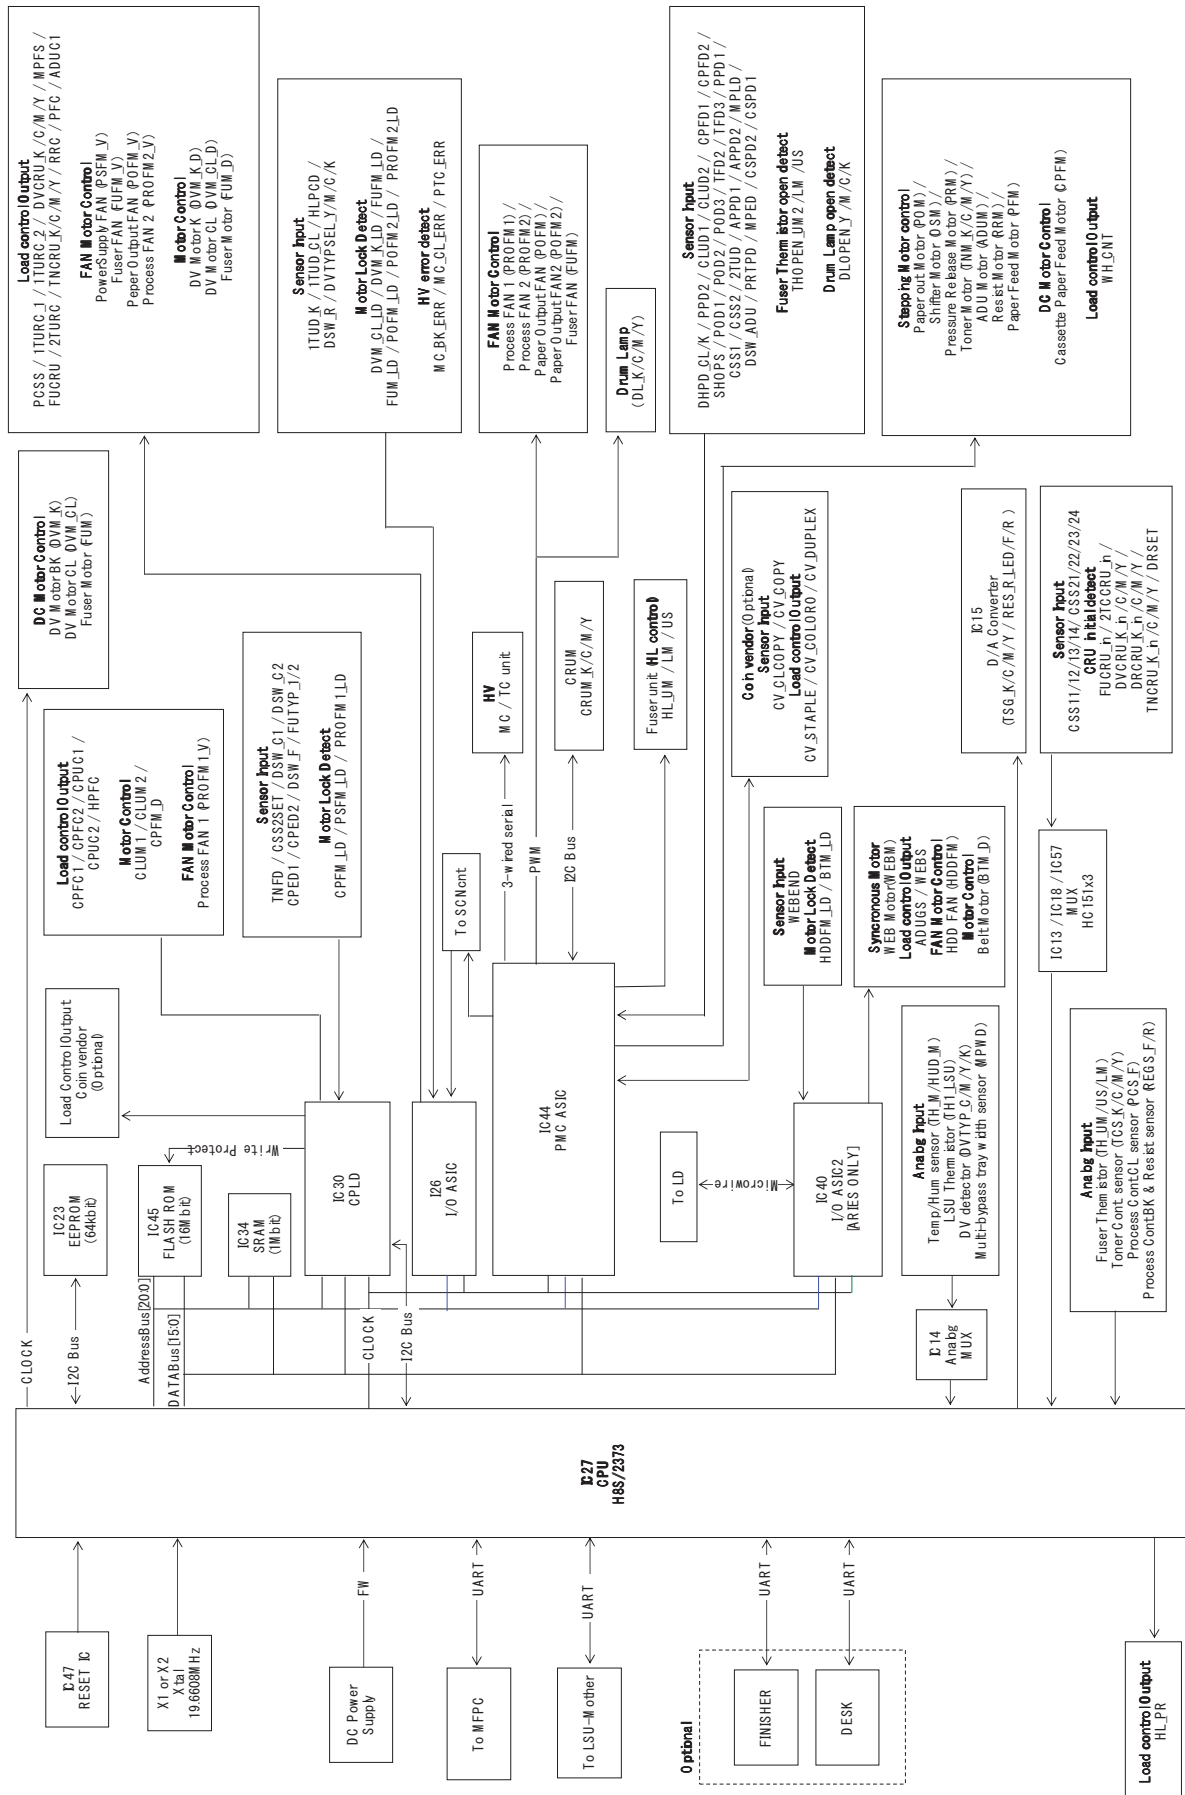 Load control Output
PCSS / 1TURC_1 / 1TURC_2 / DVCRU_K /C/M/Y / MPFS /
FUCRU / 2TURC / TNCRU_K/C/M/Y / RRC / PFC / ADUC1
FAN Motor Control
Power Supply FAN (PSFM_V)
Fuser FAN (FUFM_V)
Peper Output FAN (POFM_V)
Process FAN 2 (PROFM2_V)
Motor Control
DV Motor K (DVM_K_D)
DV Motor CL (DVM_CL_D)
Fuser Motor (FUM_D)
Sensor Input
1TUD_K / 1TUD_CL / HLPCD /
DSW_R / DVTYPSEL_Y/M/C/K
Motor Lock Detect
DVM_CL_LD / DVM_K_LD / FUFM_LD /
FUM_LD / POFM_LD / POFM2_LD / PROFM2_LD
HV error detect
MC_BK_ERR / MC_CL_ERR / PTC_ERR
FAN Motor Control
Process FAN 1 (PROFM1) /
Process FAN 2 (PROFM2) /
Paper Output FAN (POFM) /
Paper Output FAN2 (POFM2) /
Fuser FAN (FUFM)
Drum Lamp
(DL_K/C/M/Y)
Sensor Input
DHPD_CL/K / PPD2 / CLUD1 / CLUD2 / CPFD1 / CPFD2 /
SHOPS / POD1 / POD2 / POD3 / TFD2 / TFD3 / PPD1 /
CSS1 / CSS2 / 2TUD / APPD1 / APPD2 / MPLD /
DSW_ADU / PRTPD / MPED / CSPD2 / CSPD1
Fuser Thermistor open detect
THOPEN_UM2 /LM /US
Drum Lamp open detect
DLOPEN_Y /M/C/K
Stepping Motor control
Paper out Motor (POM) /
Shifter Motor (OSM) /
Pressure Release Motor (PRM) /
Toner Motor (TNM_K/C/M/Y) /
ADU Motor (ADUM) /
Resist Motor (RRM) /
Paper Feed Motor (PFM)
DC Motor Control
Cassette Paper Feed Motor (CPFM)
Load control Output
WH_CNT
DC Motor Control
DV Motor BK (DVM_K)
DV Motor CL (DVM_CL)
Fuser Motor (FUM)
Load control Output
CPFC1 / CPFC2 / CPUC1 /
CPUC2 / HPFC
Motor Control
CLUM1 / CLUM2 /
CPFM_D
FAN Motor Control
Process FAN 1 (PROFM1_V)
Sensor Input
TNFD / CSS2SET / DSW_C1 / DSW_C2
CPED1 / CPED2 / DSW_F / FUTYP_1/2
Motor Lock Detect
CPFM_LD / PSFM_LD / PROFM1_LD
To SCNcnt
HV
MC / TC unit
CRUM
CRUM_K/C/M/Y
Fuser unit (HL control)
HL_UM / LM / US
Coin vendor (Optional)
Sensor Input
CV_CLCOPY / CV_COPY
Load control Output
CV_STAPLE / CV_COLOR0 / CV_DUPLEX
IC15
D/A Converter
(TSG_K/C/M/Y / RES_R_LED/F/R )
Sensor Input
CSS11/12/13/14/ CSS21/22/23/24
CRU initial detect
FUCRU_in / 2TCCRU_in /
DVCRU_K_in /C/M/Y /
DRCRU_K_in /C/M/Y /
TNCRU_K_in /C/M/Y / DRSET
3-wired serial
PWM
I2C Bus
Sensor Input
WEBEND
Motor Lock Detect
HDDFM_LD / BTM_LD
Syncronous Motor
WEB Motor(WEBM)
Load control Output
ADUGS / WEBS
FAN Motor Control
HDD FAN (HDDFM)
Motor Control
Belt Motor (BTM_D)
IC13 / IC18 / IC57
MUX
HC151x3
Load Control Output
Coin vendor
(Optional)
Write Protect
IC23
EEPROM
(64kbit)
IC45
FLASH ROM
(16Mbit)
IC34
SRAM
(1Mbit)
IC30
CPLD
I26
I/O ASIC
IC44
PMC ASIC
To LD
Microwire
IC40
I/O ASIC2
[ARIES ONLY]
Analog Input
Temp/Hum sensor (TH_M/HUD_M)
LSU Thermistor (TH1_LSU)
DV detector (DVTYP_C/M/Y/K)
Multi-bypass tray width sensor (MPWD)
Analog Input
Fuser Thermistor (TH_UM /US/LM)
Toner Cont. sensor (TCS_K/C/M/Y)
Process Cont CL sensor (PCS_F)
Process Cont BK & Resist sensor (REGS_F/R)
IC14
Analog
MUX
CLOCK
I2C Bus
AddressBus[20:0]
DATABus[15:0]
CLOCK
I2C Bus
IC27
CPU
H8S/2373
IC47
RESET IC
X1 or X2
Xtal
19.6608MHz
DC Power
Supply
FW
To MFPC
UART
To LSU-Mother
UART
Optional
FINISHER
UART
DESK
UART
Load control Output
HL_PR